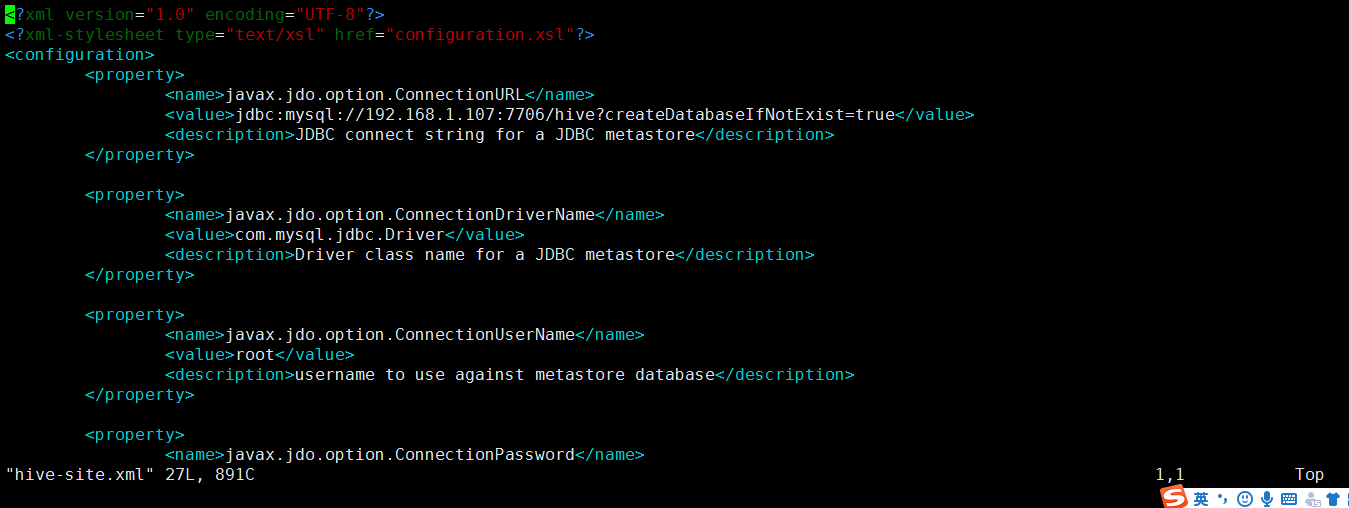 <?xml version="1.0" encoding="UTF-8"?>
<?xml-stylesheet type="text/xsl" href="configuration.xsl"?>
<configuration>
        <property>
                <name>javax.jdo.option.ConnectionURL</name>
                <value>jdbc:mysql://192.168.1.107:7706/hive?createDatabaseIfNotExist=true</value>
                <description>JDBC connect string for a JDBC metastore</description>
        </property>

        <property>
                <name>javax.jdo.option.ConnectionDriverName</name>
                <value>com.mysql.jdbc.Driver</value>
                <description>Driver class name for a JDBC metastore</description>
        </property>

        <property>
                <name>javax.jdo.option.ConnectionUserName</name>
                <value>root</value>
                <description>username to use against metastore database</description>
        </property>

        <property>
                <name>javax.jdo.option.ConnectionPassword</name>
"hive-site.xml" 27L, 891C 1,1 Top
S 英 •,